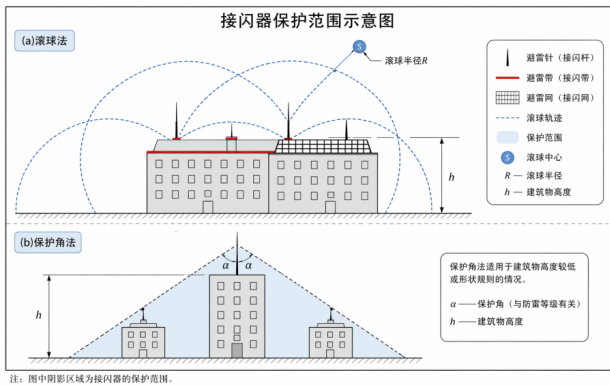 接闪器保护范围示意图
(a)滚球法
S
滚球半径R
h
避雷针（接闪杆）
避雷带（接闪带）
避雷网（接闪网）
滚球轨迹
保护范围
S 滚球中心
R — 滚球半径
h — 建筑物高度
(b)保护角法
α α
h
保护角法适用于建筑物高度较低
或形状规则的情况。
α ——保护角（与防雷等级有关）
h ——建筑物高度
注：图中阴影区域为接闪器的保护范围。